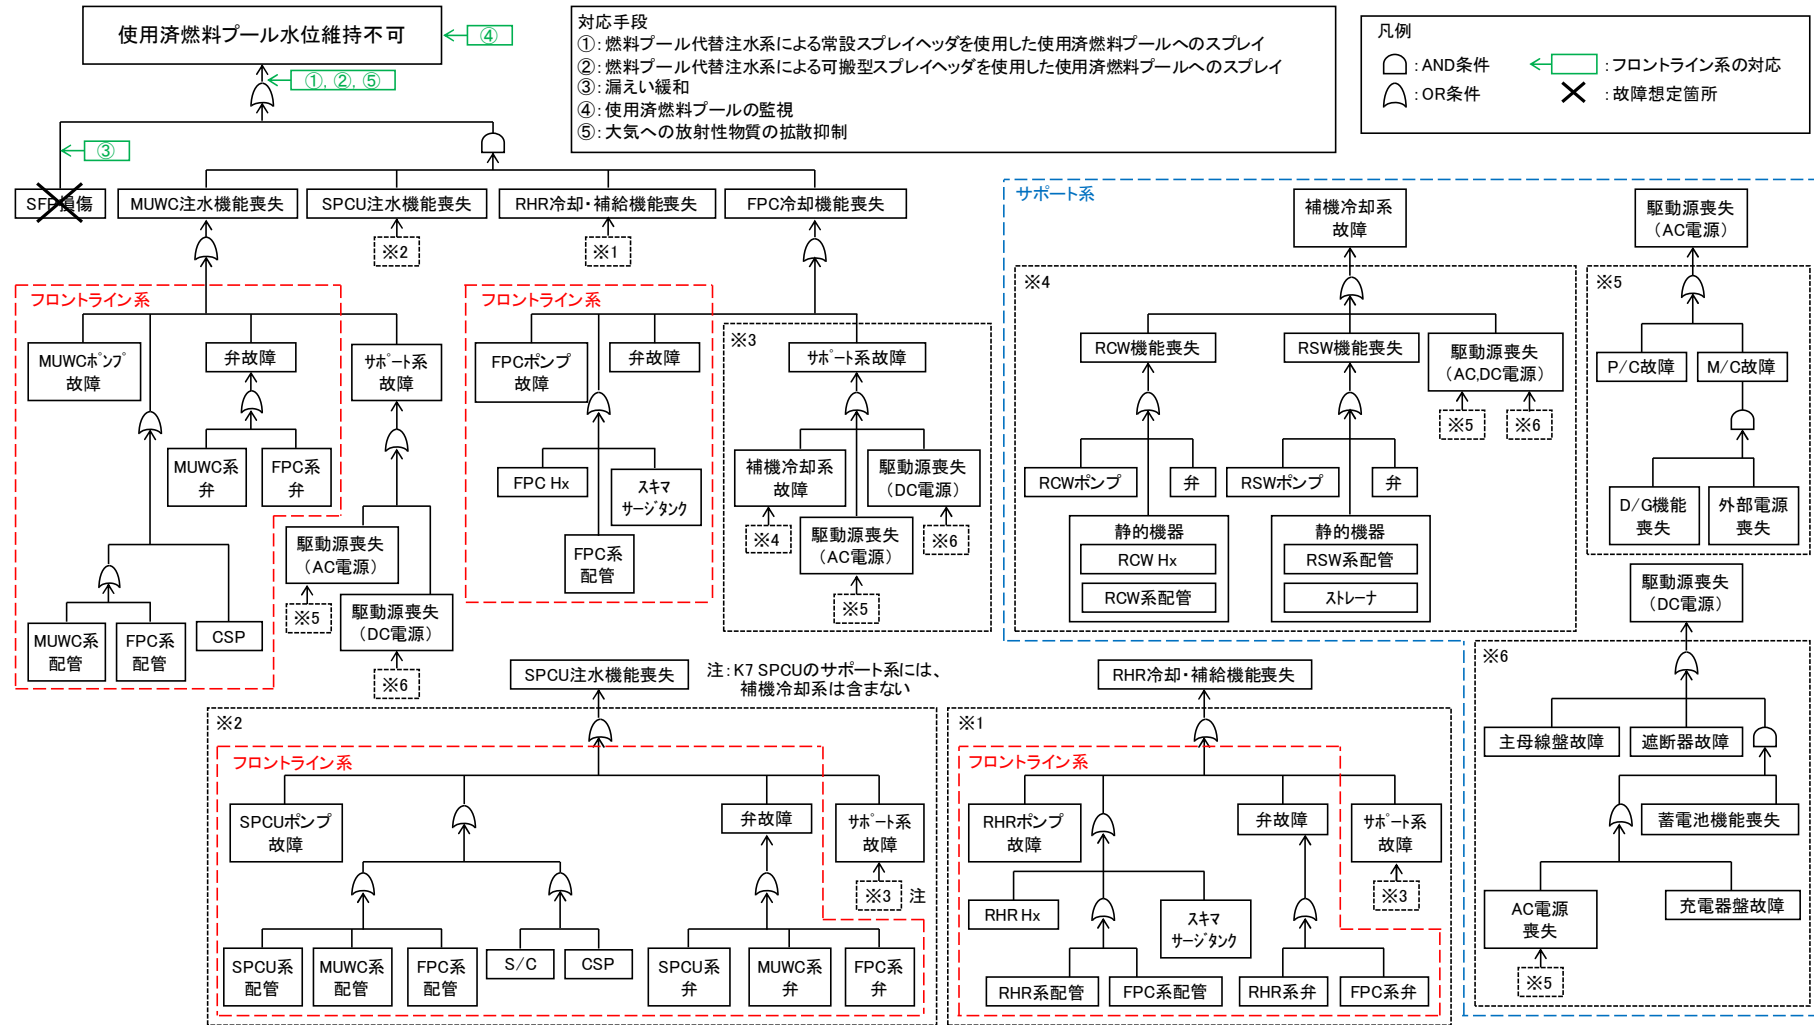 使用済燃料プール水位維持不可
④
①, ②, ⑤
③
対応手段
①：燃料プール代替注水系による常設スプレイヘッダを使用した使用済燃料プールへのスプレイ
②：燃料プール代替注水系による可搬型スプレイヘッダを使用した使用済燃料プールへのスプレイ
③：漏えい緩和
④：使用済燃料プールの監視
⑤：大気への放射性物質の拡散抑制
凡例
：AND条件
：フロントライン系の対応
：OR条件
：故障想定箇所
SFP損傷
MUWC注水機能喪失
SPCU注水機能喪失
RHR冷却・補給機能喪失
FPC冷却機能喪失
※2
※1
フロントライン系
MUWCポンプ
故障
弁故障
サポート系
故障
MUWC系
弁
FPC系
弁
駆動源喪失
（AC電源）
※5
駆動源喪失
（DC電源）
※6
MUWC系
配管
FPC系
配管
CSP
フロントライン系
FPCポンプ
故障
弁故障
FPC Hx
スキマ
サージタンク
FPC系
配管
※3
サポート系故障
補機冷却系
故障
※4
駆動源喪失
（DC電源）
※6
駆動源喪失
（AC電源）
※5
サポート系
補機冷却系
故障
※4
RCW機能喪失
RSW機能喪失
駆動源喪失
（AC,DC電源）
※5
※6
RCWポンプ
弁
RSWポンプ
弁
静的機器
RCW Hx
RCW系配管
静的機器
RSW系配管
ストレーナ
駆動源喪失
（AC電源）
※5
P/C故障
M/C故障
D/G機能
喪失
外部電源
喪失
駆動源喪失
（DC電源）
※6
主母線盤故障
遮断器故障
蓄電池機能喪失
AC電源
喪失
※5
充電器盤故障
SPCU注水機能喪失
注：K7 SPCUのサポート系には、
補機冷却系は含まない
※2
フロントライン系
SPCUポンプ
故障
弁故障
サポート系
故障
※3 注
SPCU系
配管
MUWC系
配管
FPC系
配管
S/C
CSP
SPCU系
弁
MUWC系
弁
FPC系
弁
RHR冷却・補給機能喪失
※1
フロントライン系
RHRポンプ
故障
弁故障
サポート系
故障
※3
RHR Hx
スキマ
サージタンク
RHR系配管
FPC系配管
RHR系弁
FPC系弁